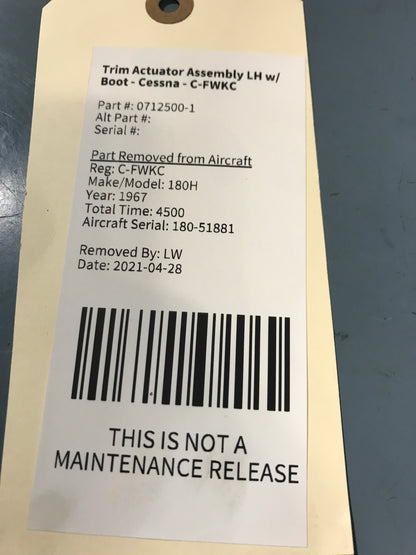 Trim Actuator Assembly LH w/
Boot - Cessna - C-FWKC
Part #: 0712500-1
Alt Part #:
Serial #:
Part Removed from Aircraft
Reg: C-FWKC
Make/Model: 180H
Year: 1967
Total Time: 4500
Aircraft Serial: 180-51881
Removed By: LW
Date: 2021-04-28
THIS IS NOT A
MAINTENANCE RELEASE